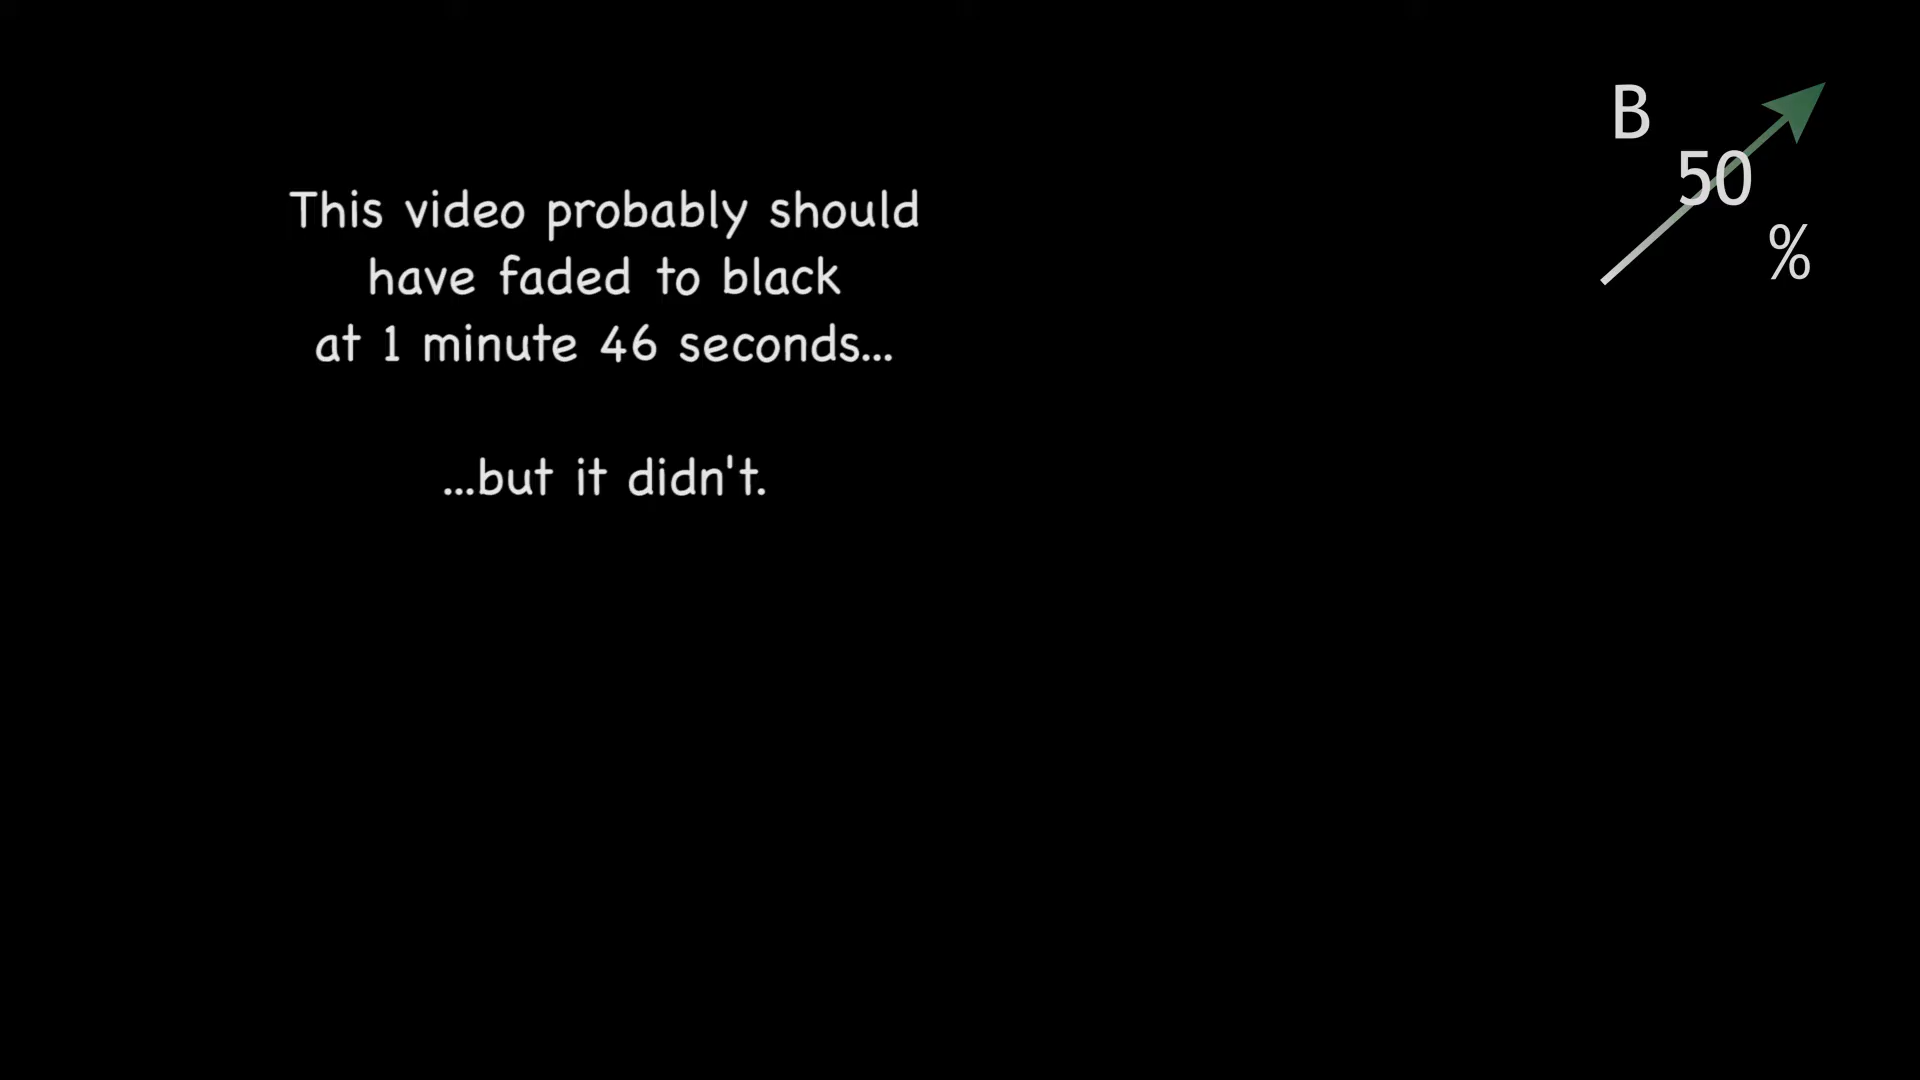 This video probably should
have faded to black
at 1 minute 46 seconds...
...but it didn't.
B
50
%